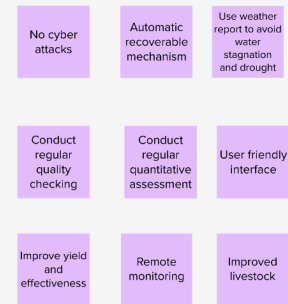 No cyber
attacks
Automatic
recoverable
mechanism
Use weather
report to avoid
water
stagnation
and drought
Conduct
regular
quality
checking
Conduct
regular
quantitative
assessment
User friendly
interface
Improve yield
and
effectiveness
Remote
monitoring
Improved
livestock